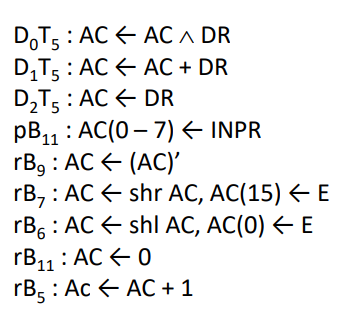 D₀T₅ : AC ← AC ∧ DR
D₁T₅ : AC ← AC + DR
D₂T₅ : AC ← DR
pB₁₁ : AC(0 – 7) ← INPR
rB₉ : AC ← (AC)’
rB₇ : AC ← shr AC, AC(15) ← E
rB₆ : AC ← shl AC, AC(0) ← E
rB₁₁ : AC ← 0
rB₅ : Ac ← AC + 1